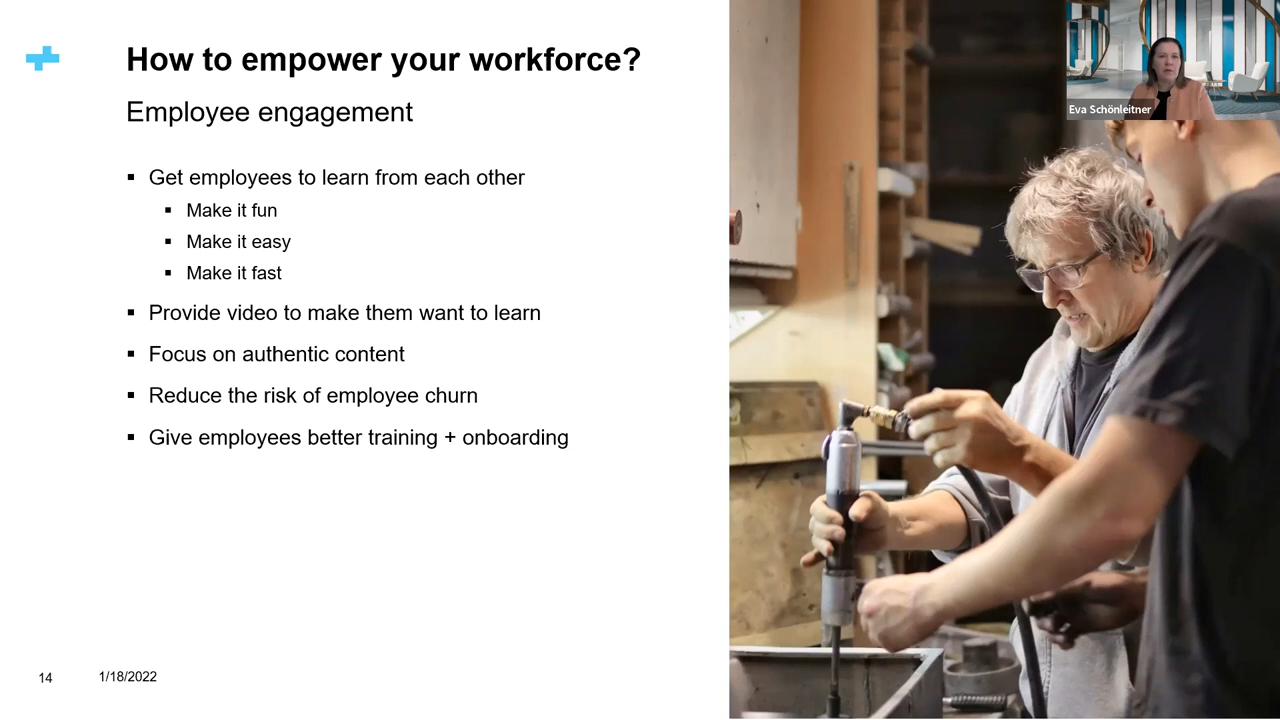 How to empower your workforce?
Employee engagement
▪ Get employees to learn from each other
▪ Make it fun
▪ Make it easy
▪ Make it fast
▪ Provide video to make them want to learn
▪ Focus on authentic content
▪ Reduce the risk of employee churn
▪ Give employees better training + onboarding
14 1/18/2022
Eva Schönleitner